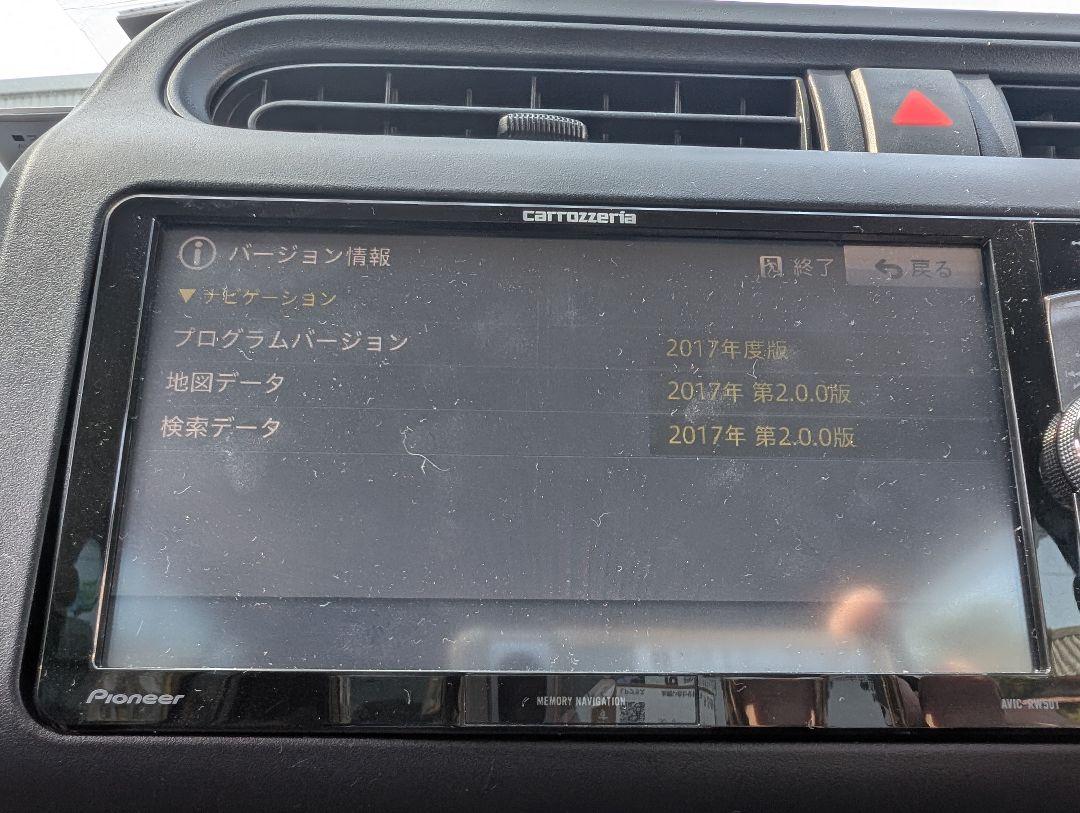 carrozzeria
バージョン情報
終了
戻る
▼ナビゲーション
プログラムバージョン 2017年度版
地図データ 2017年 第2.0.0版
検索データ 2017年 第2.0.0版
Pioneer
MEMORY NAVIGATION
AVIC-RW501